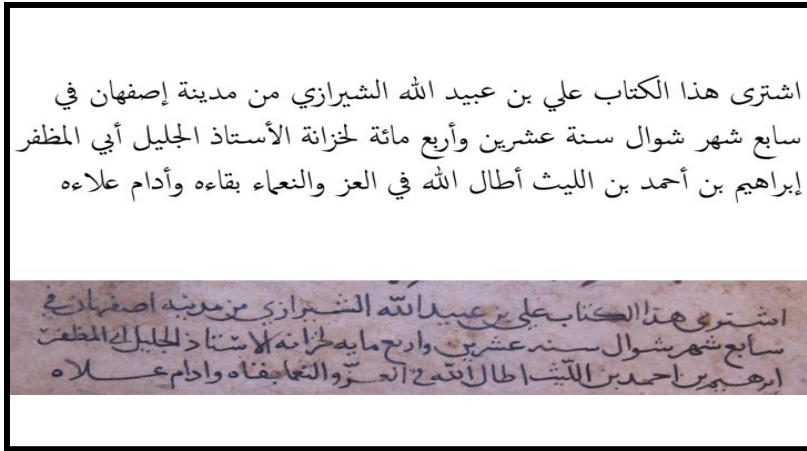 اشترى هذا الكتاب علي بن عبيد الله الشيرازي من مدينة إصفهان في
سابع شهر شوال سنة عشرين وأربع مائة لخزانة الأستاذ الجليل أبي المظفر
إبراهيم بن أحمد بن الليث أطال الله في العز والنعماء بقاءه وأدام علاءه
اشترى هذا الكتاب علي بن عبيد الله الشيرازي من مدينه اصفهان في
سابع شهر شوال سنه عشرين واربع مايه لخزانه الاستاذ الجليل ابي المظفر
ابرهيم بن احمد بن الليث اطال الله في العز والنعما بقاه وادام علاه